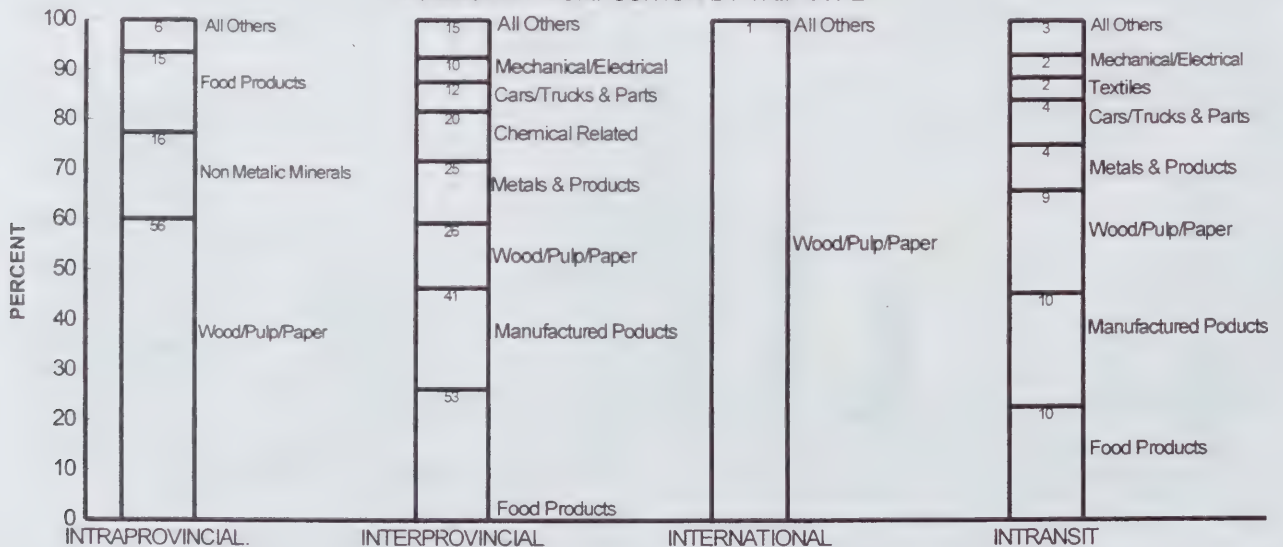 100
90
80
70
60
50
40
30
20
10
0
PERCENT
6 All Others
15 Food Products
16 Non Metalic Minerals
56 Wood/Pulp/Paper
INTRAPROVINCIAL.
15 All Others
10 Mechanical/Electrical
12 Cars/Trucks & Parts
20 Chemical Related
25 Metals & Products
26 Wood/Pulp/Paper
41 Manufactured Poducts
53 Food Products
INTERPROVINCIAL
1 All Others
Wood/Pulp/Paper
INTERNATIONAL
3 All Others
2 Mechanical/Electrical
2 Textiles
4 Cars/Trucks & Parts
4 Metals & Products
9 Wood/Pulp/Paper
10 Manufactured Poducts
10 Food Products
INTRANSIT